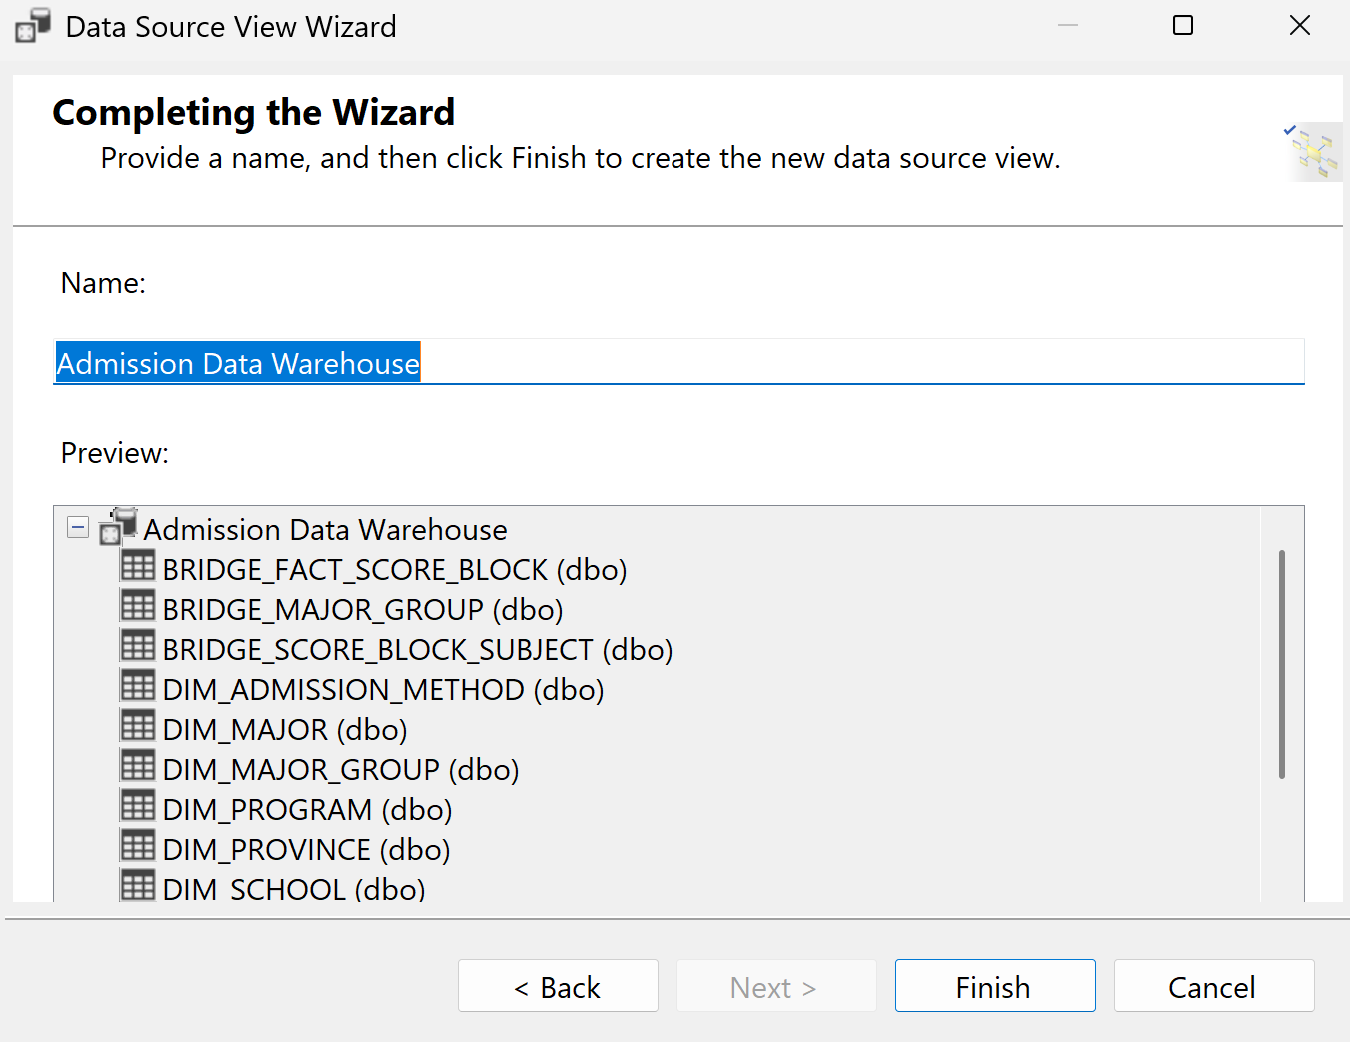 Data Source View Wizard
Completing the Wizard
Provide a name, and then click Finish to create the new data source view.
Name:
Admission Data Warehouse
Preview:
Admission Data Warehouse
BRIDGE_FACT_SCORE_BLOCK (dbo)
BRIDGE_MAJOR_GROUP (dbo)
BRIDGE_SCORE_BLOCK_SUBJECT (dbo)
DIM_ADMISSION_METHOD (dbo)
DIM_MAJOR (dbo)
DIM_MAJOR_GROUP (dbo)
DIM_PROGRAM (dbo)
DIM_PROVINCE (dbo)
DIM_SCHOOL (dbo)
< Back
Next >
Finish
Cancel